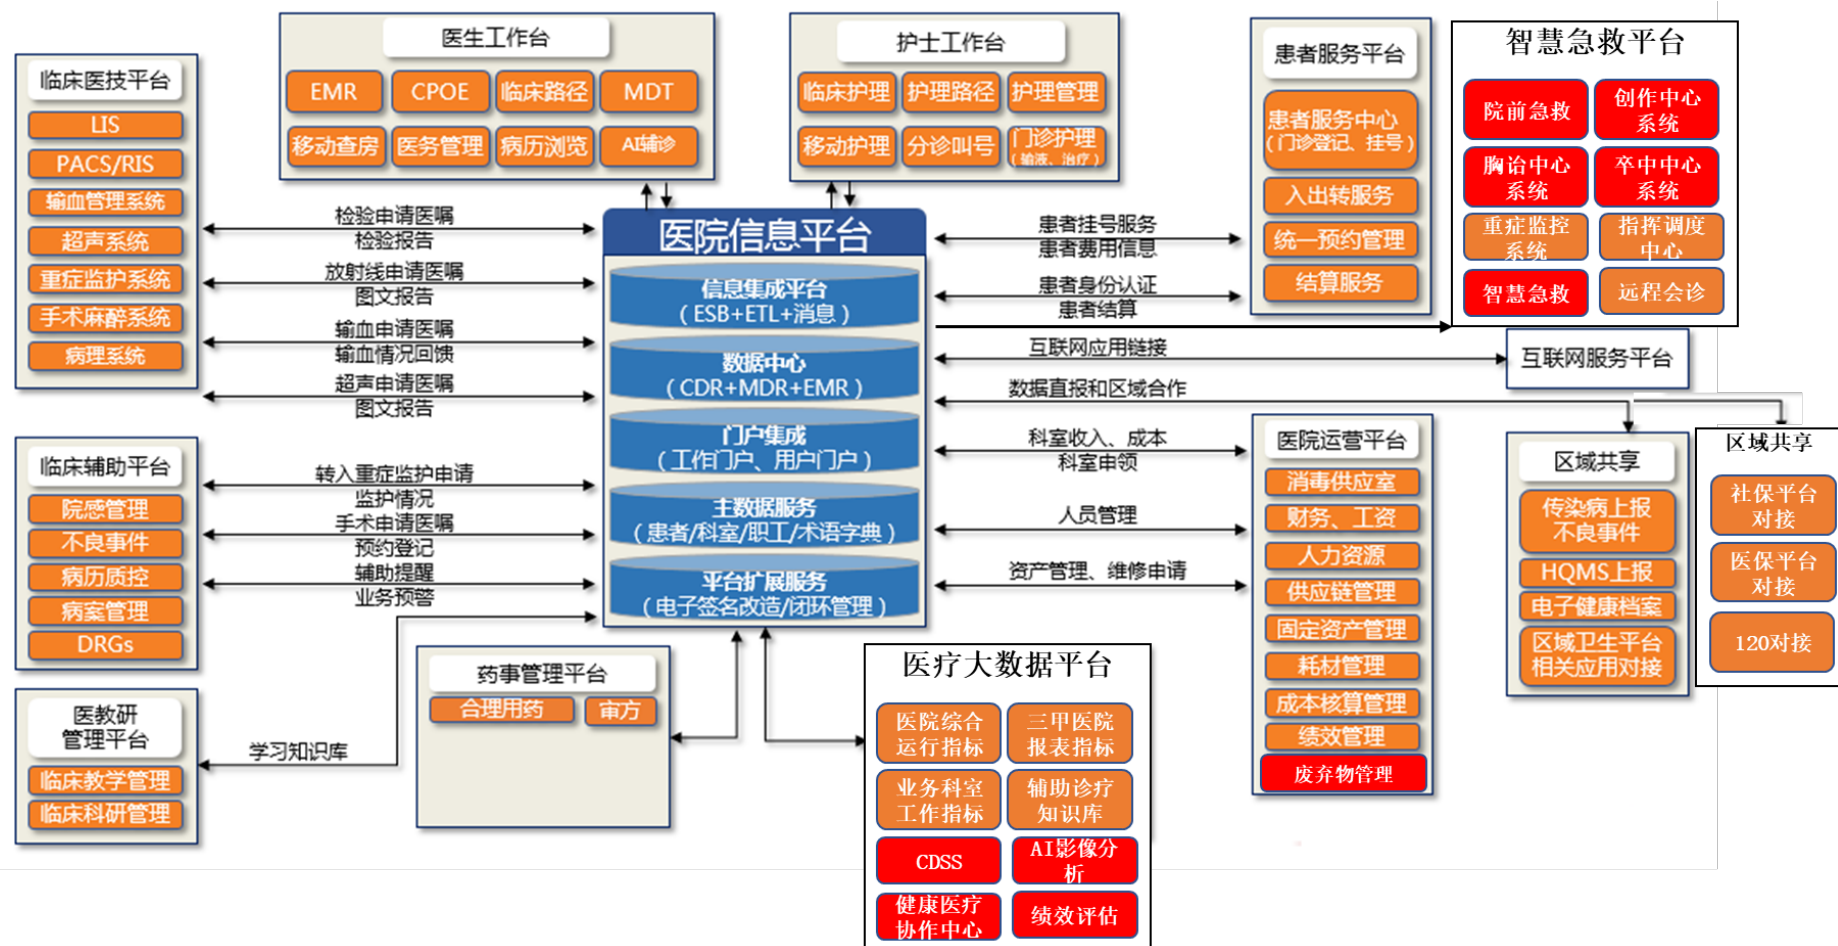 医生工作台
EMR
CPOE
临床路径
MDT
移动查房
医务管理
病历浏览
AI辅诊
护士工作台
临床护理
护理路径
护理管理
移动护理
分诊叫号
门诊护理
（输液、治疗）
患者服务平台
患者服务中心
（门诊登记、挂号）
入出转服务
统一预约管理
结算服务
智慧急救平台
院前急救
创作中心
系统
胸诒中心
系统
卒中中心
系统
重症监控
系统
指挥调度
中心
智慧急救
远程会诊
临床医技平台
LIS
PACS/RIS
输血管理系统
超声系统
重症监护系统
手术麻醉系统
病理系统
检验申请医嘱
检验报告
放射线申请医嘱
图文报告
输血申请医嘱
输血情况回馈
超声申请医嘱
图文报告
医院信息平台
信息集成平台
（ESB+ETL+消息）
数据中心
（CDR+MDR+EMR）
门户集成
（工作门户、用户门户）
主数据服务
（患者/科室/职工/术语字典）
平台扩展服务
（电子签名改造/闭环管理）
患者挂号服务
患者费用信息
患者身份认证
患者结算
互联网应用链接
互联网服务平台
数据直报和区域合作
科室收入、成本
科室申领
人员管理
资产管理、维修申请
临床辅助平台
院感管理
不良事件
病历质控
病案管理
DRGs
转入重症监护申请
监护情况
手术申请医嘱
预约登记
辅助提醒
业务预警
医教研
管理平台
临床教学管理
临床科研管理
学习知识库
药事管理平台
合理用药
审方
医疗大数据平台
医院综合
运行指标
三甲医院
报表指标
业务科室
工作指标
辅助诊疗
知识库
CDSS
AI影像分
析
健康医疗
协作中心
绩效评估
医院运营平台
消毒供应室
财务、工资
人力资源
供应链管理
固定资产管理
耗材管理
成本核算管理
绩效管理
废弃物管理
区域共享
传染病上报
不良事件
HQMS上报
电子健康档案
区域卫生平台
相关应用对接
区域共享
社保平台
对接
医保平台
对接
120对接